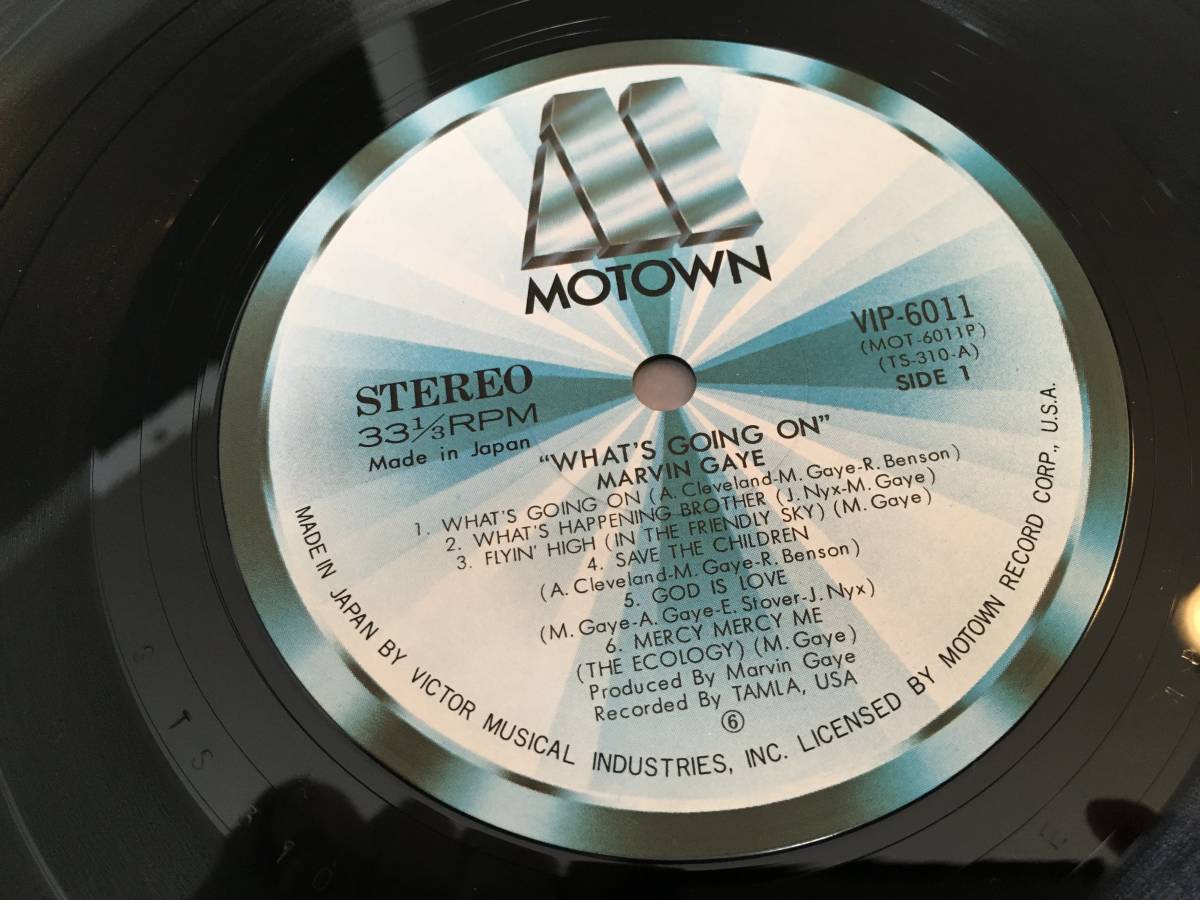 MOTOWN
VIP-6011
(MOT-6011P)
(TS-310-A)
SIDE 1
STEREO
33 1/3 RPM
Made in Japan
"WHAT'S GOING ON"
MARVIN GAYE
1. WHAT'S GOING ON (A. Cleveland-M. Gaye-R. Benson)
2. WHAT'S HAPPENING BROTHER (J. Nyx-M. Gaye)
3. FLYIN' HIGH (IN THE FRIENDLY SKY) (M. Gaye)
4. SAVE THE CHILDREN
(A. Cleveland-M. Gaye-R. Benson)
5. GOD IS LOVE
(M. Gaye-A. Gaye-E. Stover-J. Nyx)
6. MERCY MERCY ME
(THE ECOLOGY) (M. Gaye)
Produced By Marvin Gaye
Recorded By TAMLA, USA
⑥
MADE IN JAPAN BY VICTOR MUSICAL INDUSTRIES, INC. LICENSED BY MOTOWN RECORD CORP., U.S.A.